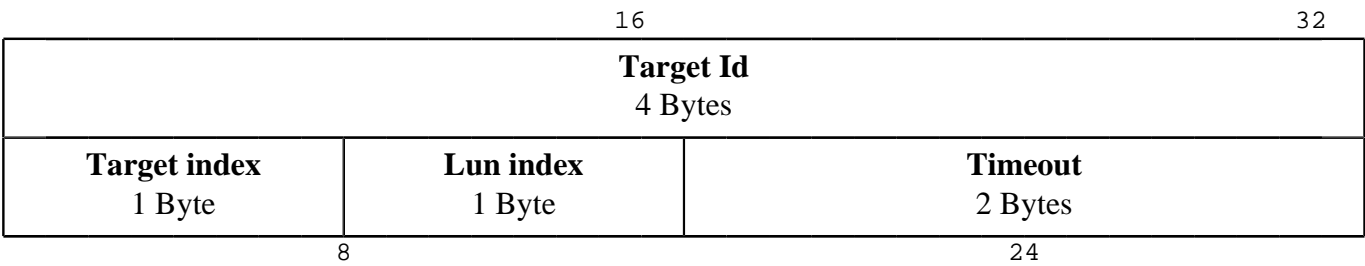 16 32
Target Id
4 Bytes
Target index Lun index Timeout
1 Byte 1 Byte 2 Bytes
8 24